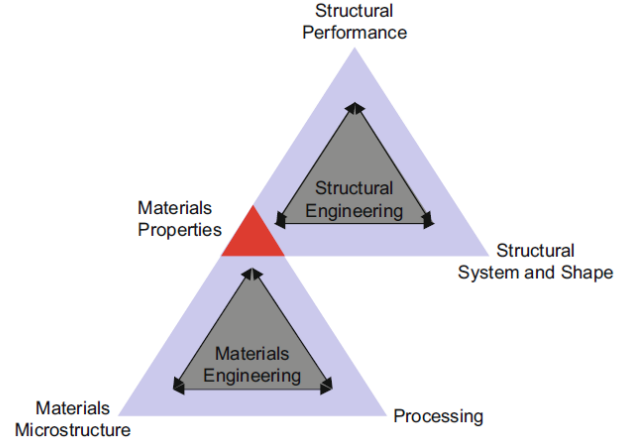 Structural
Performance
Structural
Engineering
Materials
Properties
Structural
System and Shape
Materials
Engineering
Materials
Microstructure
Processing